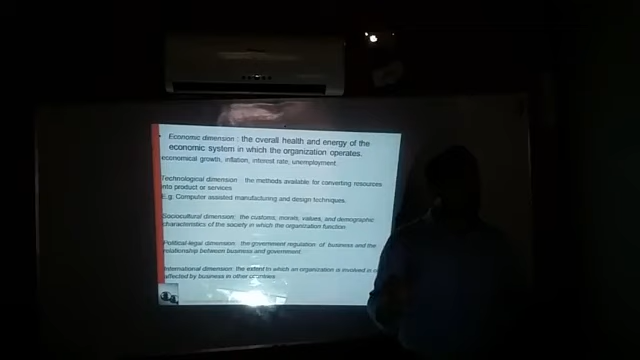 • Economic dimension : the overall health and energy of the
economic system in which the organization operates.
economical growth, inflation, interest rate, unemployment.
Technological dimension : the methods available for converting resources
into product or services
E.g: Computer assisted manufacturing and design techniques.
Sociocultural dimension: the customs, morals, values, and demographic
characteristics of the society in which the organization function
Political-legal dimension: the government regulation of business and the
relationship between business and government.
International dimension: the extent to which an organization is involved in
affected by business in other countries